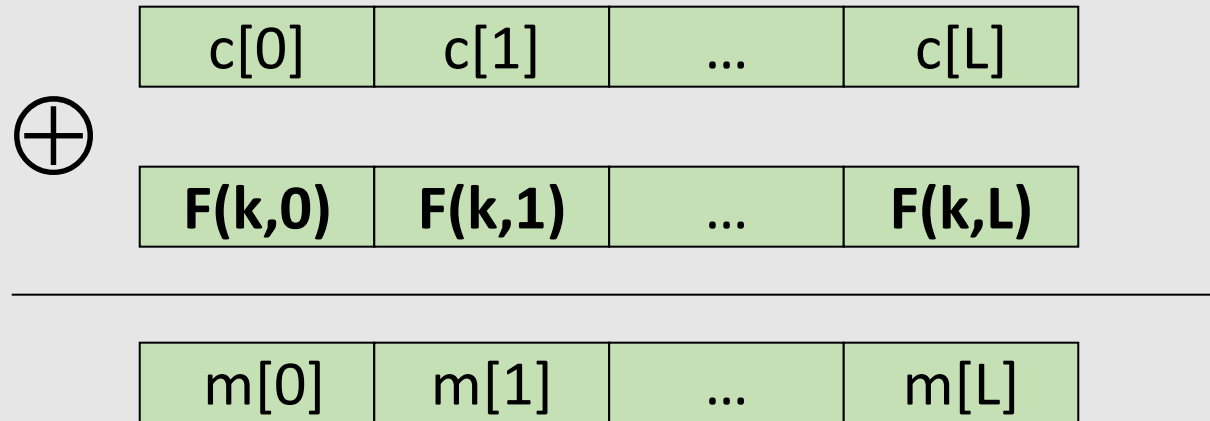 c[0] c[1] ... c[L]
⊕
F(k,0) F(k,1) ... F(k,L)
m[0] m[1] ... m[L]